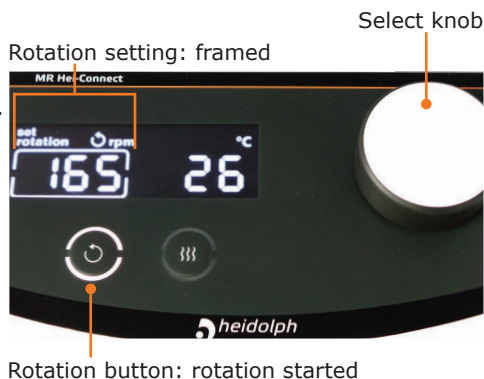 Select knob
Rotation setting: framed
MR Hei-Connect
set
rotation rpm °C
165 26
heidolph
Rotation button: rotation started